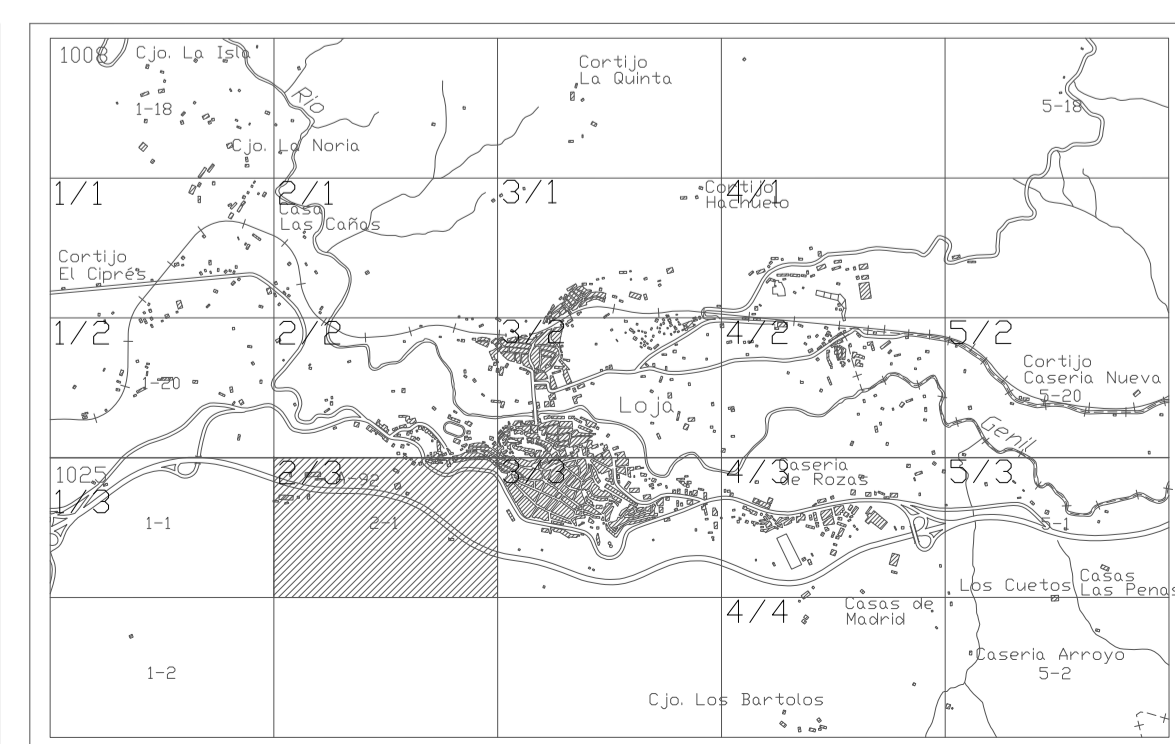 1008
Cjo. La Isla
Cortijo
La Quinta
Río
1-18
5-18
Cjo. La Noria
1/1
2/1
3/1
4/1
Cortijo
Hachuelo
Casa
Las Cañas
Cortijo
El Ciprés
1/2
2/2
3/2
4/2
5/2
Cortijo
Caseria Nueva
5-20
1-20
Loja
Genil
1025
1/3
2/3
3/3
4/3
5/3
Caseria
de Rozas
1-1
2-1
5-1
Los Cuetos
Casas
Las Penas
4/4
Casas de
Madrid
1-2
Caseria Arroyo
5-2
Cjo. Los Bartolos